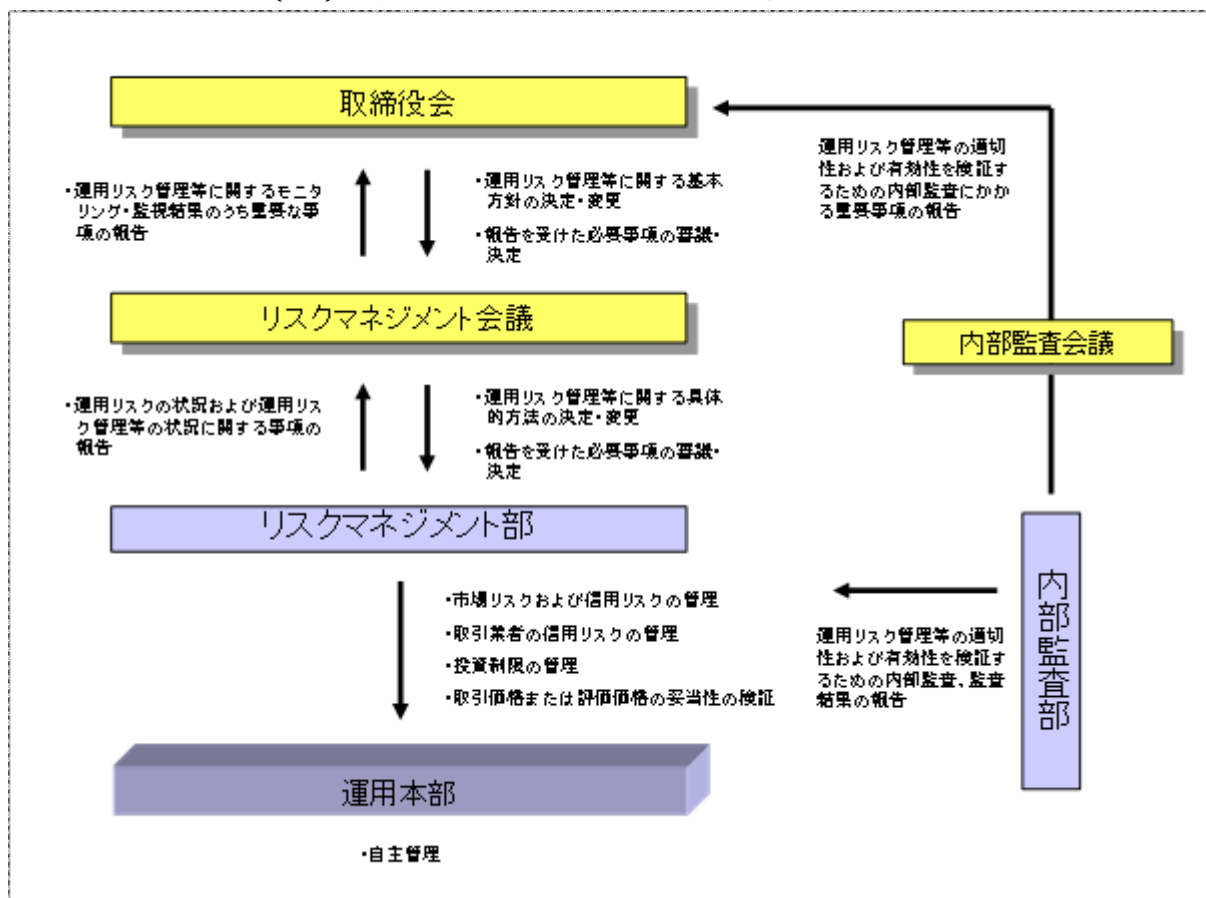 取締役会
・運用リスク管理等に関するモニタ
リング・監視結果のうち重要な事
項の報告
・運用リスク管理等に関する基本
方針の決定・変更
・報告を受けた必要事項の審議・
決定
運用リスク管理等の適切
性および有効性を検証す
るための内部監査にかか
る重要事項の報告
リスクマネジメント会議
内部監査会議
・運用リスクの状況および運用リス
ク管理等の状況に関する事項の
報告
・運用リスク管理等に関する具体
的方法の決定・変更
・報告を受けた必要事項の審議・
決定
リスクマネジメント部
・市場リスクおよび信用リスクの管理
・取引業者の信用リスクの管理
・投資制限の管理
・取引価格または評価価格の妥当性の検証
運用リスク管理等の適切
性および有効性を検証す
るための内部監査、監査
結果の報告
内部監査部
運用本部
・自主管理